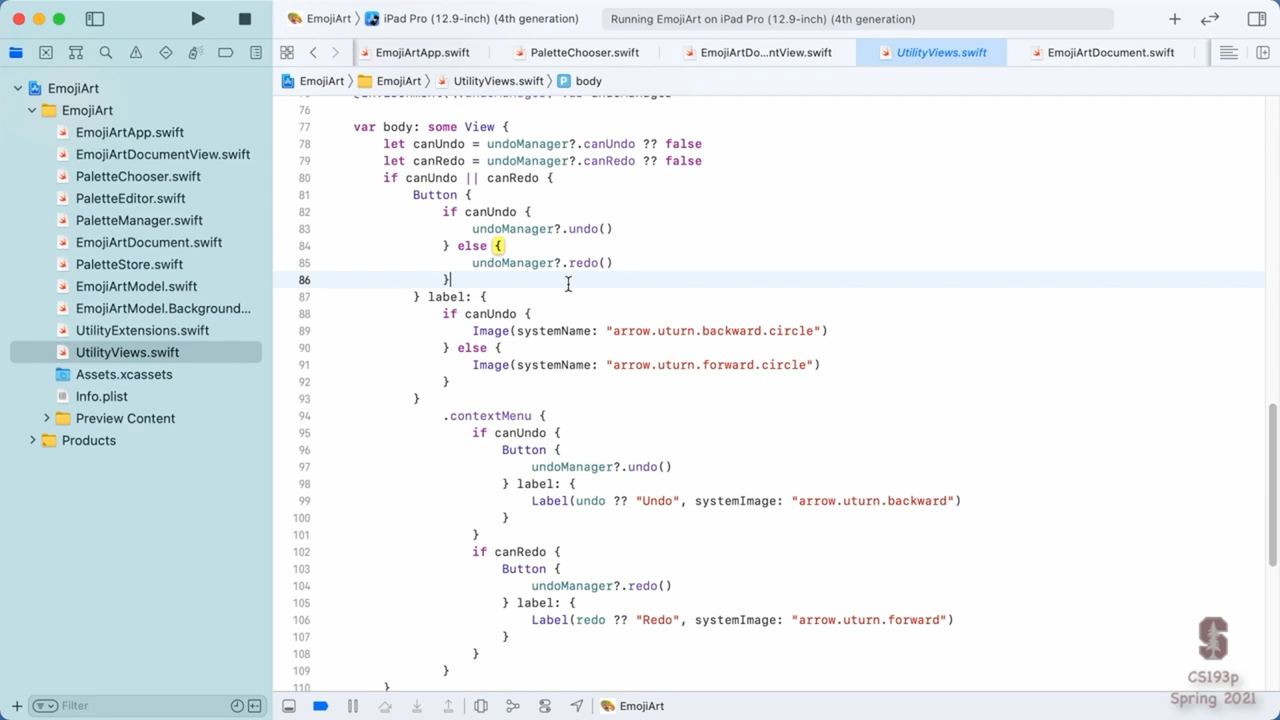 EmojiArt
iPad Pro (12.9-inch) (4th generation)
Running EmojiArt on iPad Pro (12.9-inch) (4th generation)
EmojiArtApp.swift
PaletteChooser.swift
EmojiArtDo...ntView.swift
UtilityViews.swift
EmojiArtDocument.swift
EmojiArt
EmojiArt
UtilityViews.swift
P body
EmojiArt
EmojiArt
EmojiArtApp.swift
EmojiArtDocumentView.swift
PaletteChooser.swift
PaletteEditor.swift
PaletteManager.swift
EmojiArtDocument.swift
PaletteStore.swift
EmojiArtModel.swift
EmojiArtModel.Background...
UtilityExtensions.swift
UtilityViews.swift
Assets.xcassets
Info.plist
Preview Content
Products
Filter
76
77 var body: some View {
78 let canUndo = undoManager?.canUndo ?? false
79 let canRedo = undoManager?.canRedo ?? false
80 if canUndo || canRedo {
81 Button {
82 if canUndo {
83 undoManager?.undo()
84 } else {
85 undoManager?.redo()
86 }
87 } label: {
88 if canUndo {
89 Image(systemName: "arrow.uturn.backward.circle")
90 } else {
91 Image(systemName: "arrow.uturn.forward.circle")
92 }
93 }
94 .contextMenu {
95 if canUndo {
96 Button {
97 undoManager?.undo()
98 } label: {
99 Label(undo ?? "Undo", systemImage: "arrow.uturn.backward")
100 }
101 }
102 if canRedo {
103 Button {
104 undoManager?.redo()
105 } label: {
106 Label(redo ?? "Redo", systemImage: "arrow.uturn.forward")
107 }
108 }
109 }
110 }
EmojiArt
S
CS193p
Spring 2021